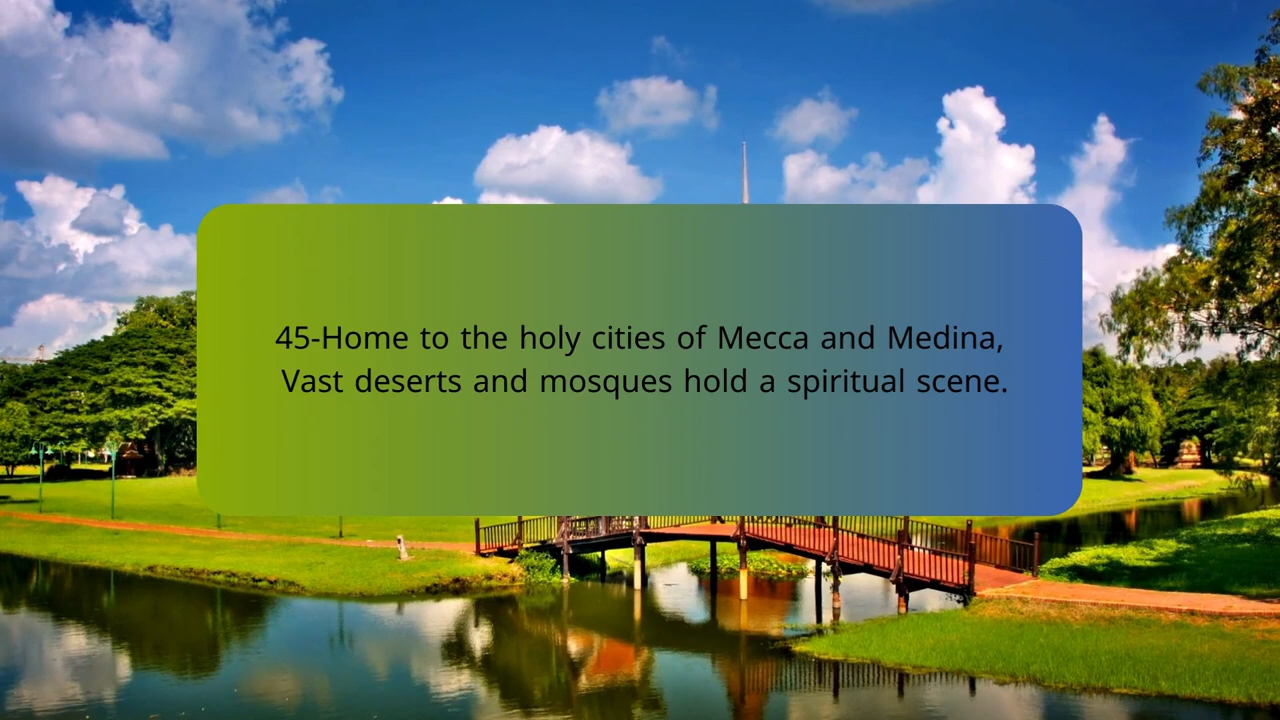 45-Home to the holy cities of Mecca and Medina,
Vast deserts and mosques hold a spiritual scene.